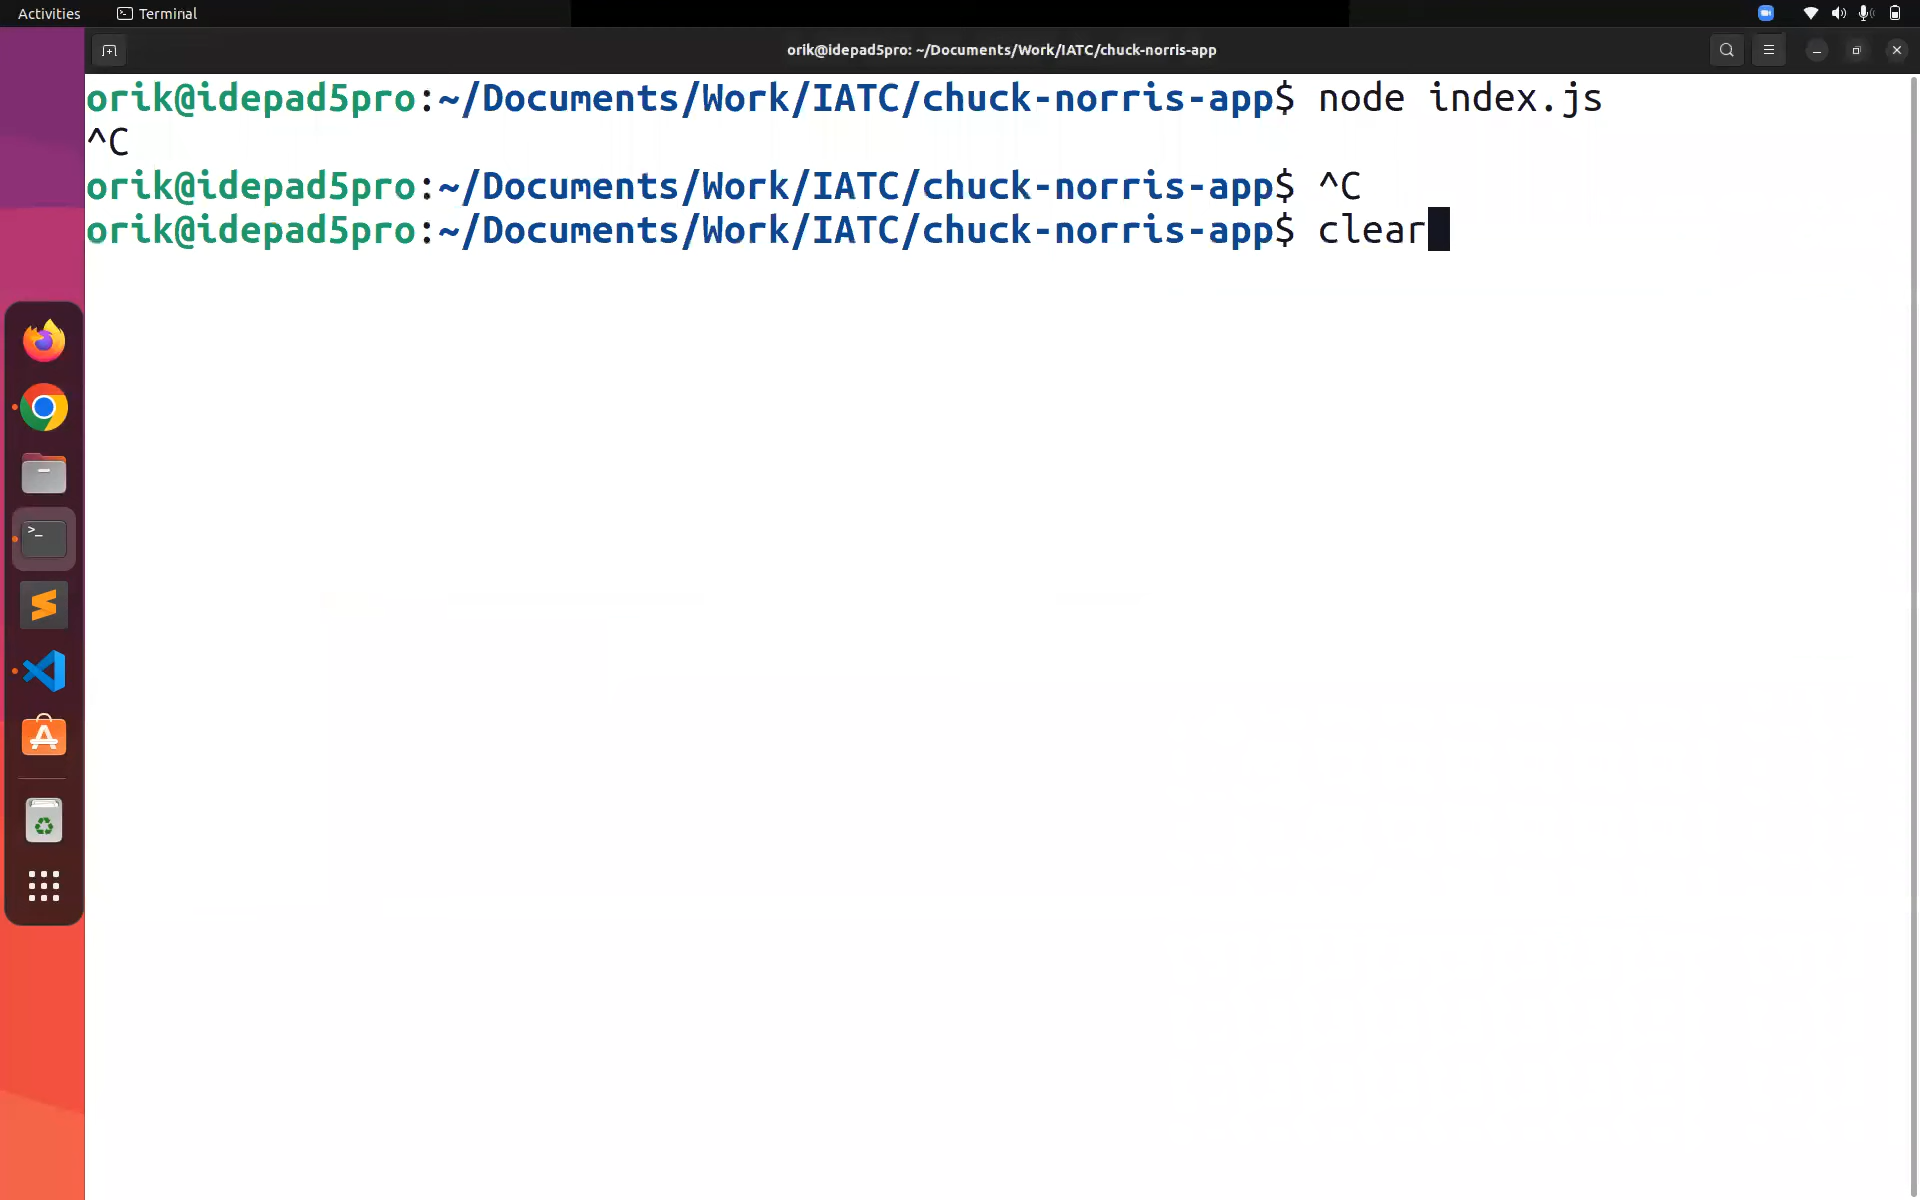 Activities
Terminal
orik@idepad5pro: ~/Documents/Work/IATC/chuck-norris-app
orik@idepad5pro:~/Documents/Work/IATC/chuck-norris-app$ node index.js
^C
orik@idepad5pro:~/Documents/Work/IATC/chuck-norris-app$ ^C
orik@idepad5pro:~/Documents/Work/IATC/chuck-norris-app$ clear